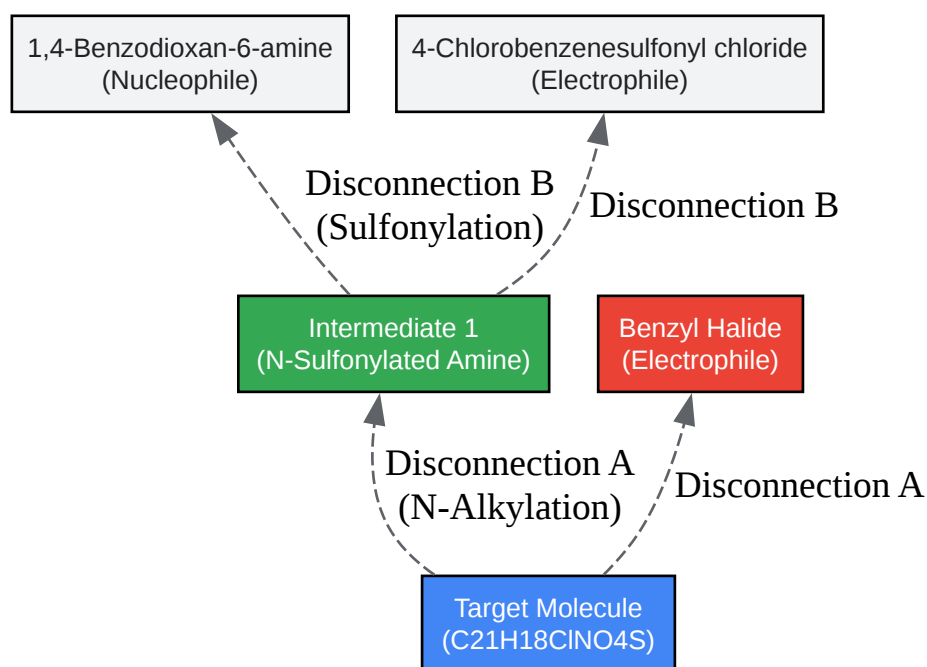 1,4-Benzodioxan-6-amine
(Nucleophile)
4-Chlorobenzenesulfonyl chloride
(Electrophile)
Disconnection B
(Sulfonylation)
Disconnection B
Intermediate 1
(N-Sulfonylated Amine)
Benzyl Halide
(Electrophile)
Disconnection A
(N-Alkylation)
Disconnection A
Target Molecule
(C21H18ClNO4S)